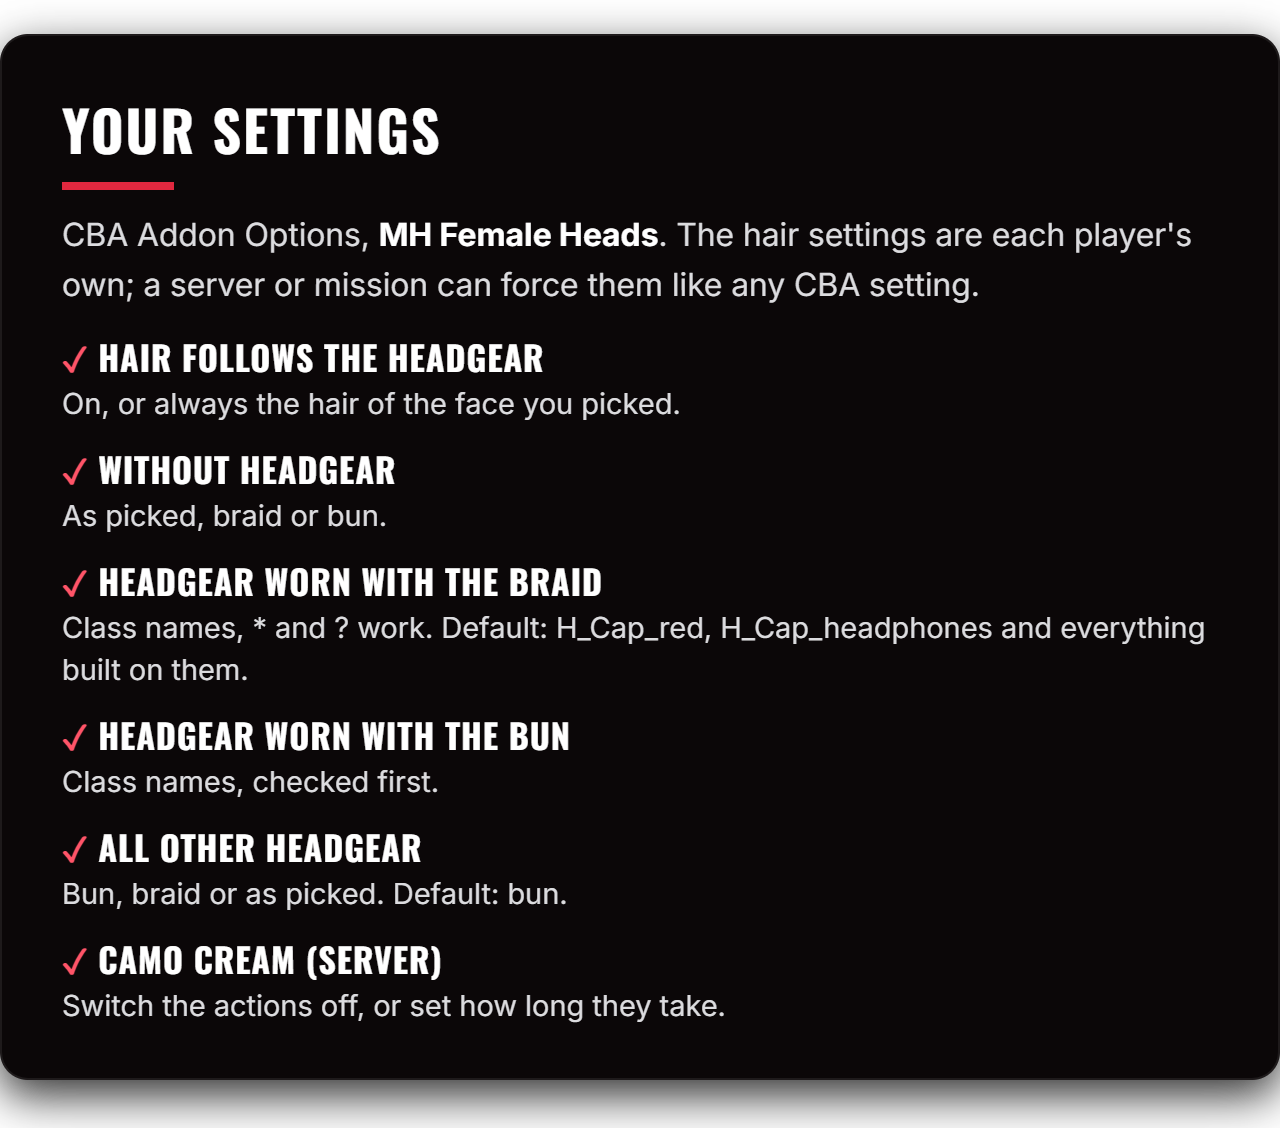 YOUR SETTINGS
CBA Addon Options, MH Female Heads. The hair settings are each player's
own; a server or mission can force them like any CBA setting.
✓ HAIR FOLLOWS THE HEADGEAR
On, or always the hair of the face you picked.
✓ WITHOUT HEADGEAR
As picked, braid or bun.
✓ HEADGEAR WORN WITH THE BRAID
Class names, * and ? work. Default: H_Cap_red, H_Cap_headphones and everything
built on them.
✓ HEADGEAR WORN WITH THE BUN
Class names, checked first.
✓ ALL OTHER HEADGEAR
Bun, braid or as picked. Default: bun.
✓ CAMO CREAM (SERVER)
Switch the actions off, or set how long they take.